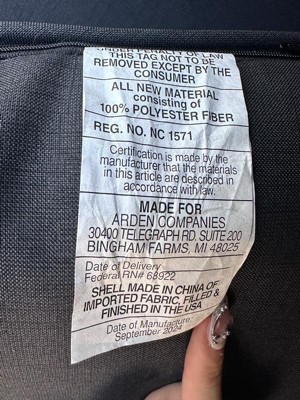 UNDER PENALTY OF LAW
THIS TAG NOT TO BE
REMOVED EXCEPT BY THE
CONSUMER
ALL NEW MATERIAL
consisting of
100% POLYESTER FIBER
REG. NO. NC 1571
Certification is made by the
manufacturer that the materials
in this article are described in
accordance with law.
MADE FOR
ARDEN COMPANIES
30400 TELEGRAPH RD. SUITE 200
BINGHAM FARMS, MI 48025
Date of Delivery
Federal RN# 68922
SHELL MADE IN CHINA OF
IMPORTED FABRIC, FILLED &
FINISHED IN THE USA
Date of Manufacture:
September